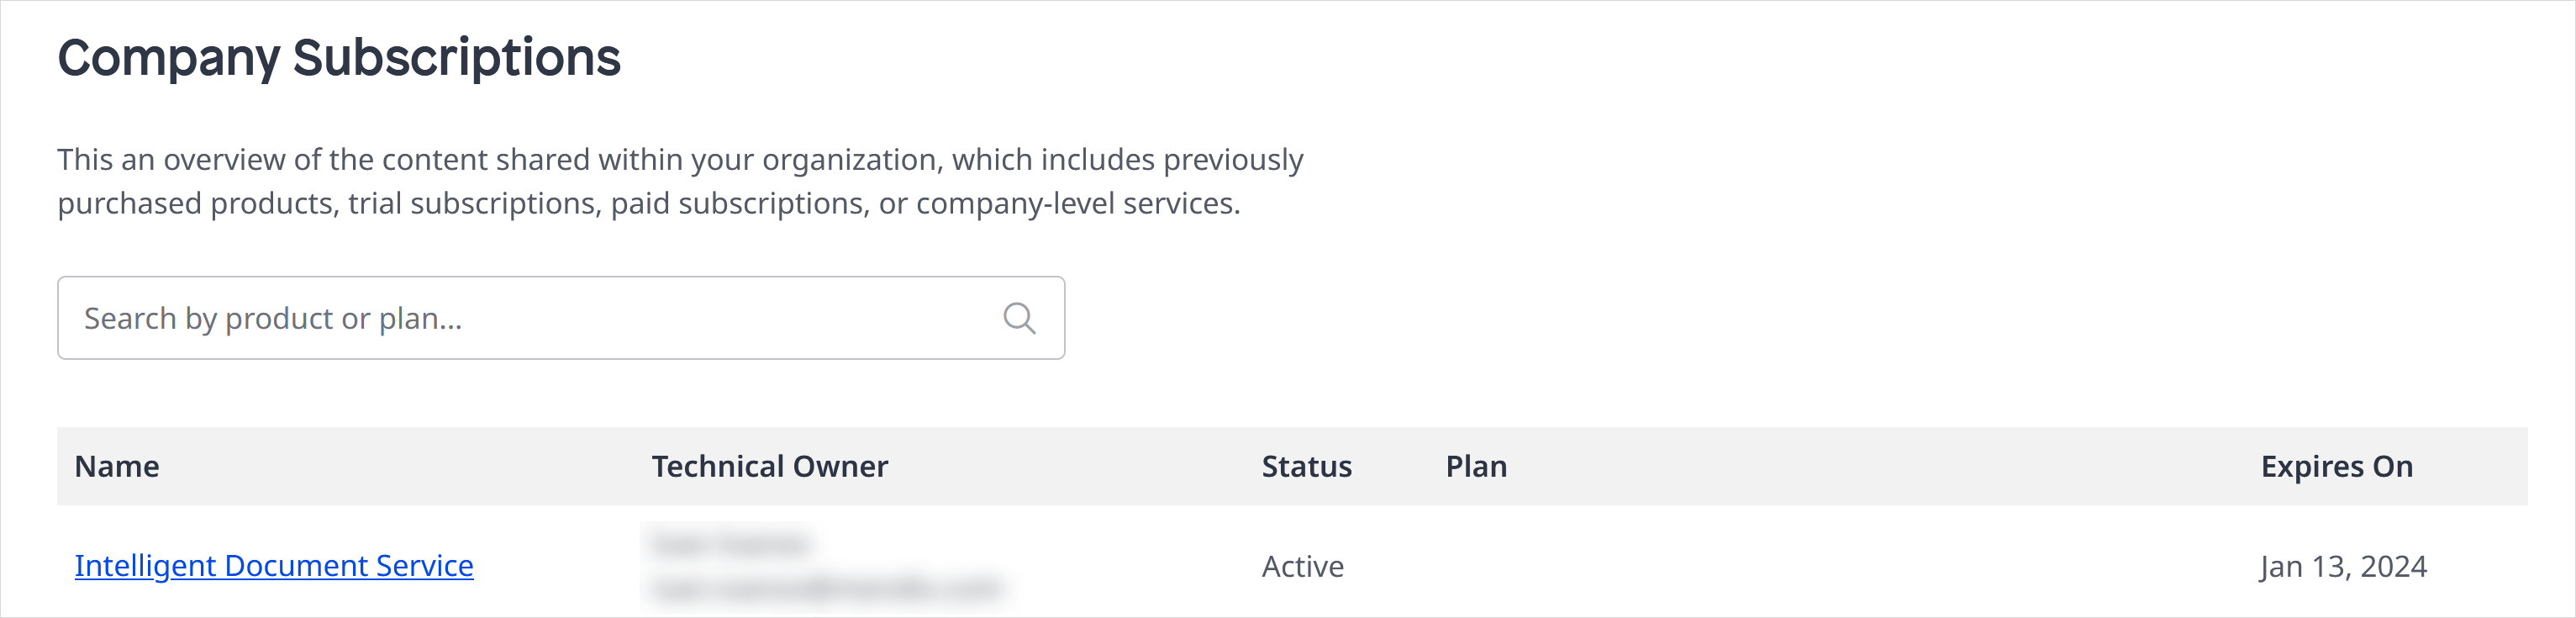 Company Subscriptions
This an overview of the content shared within your organization, which includes previously
purchased products, trial subscriptions, paid subscriptions, or company-level services.
Search by product or plan...
Name Technical Owner Status Plan Expires On
Intelligent Document Service Active Jan 13, 2024